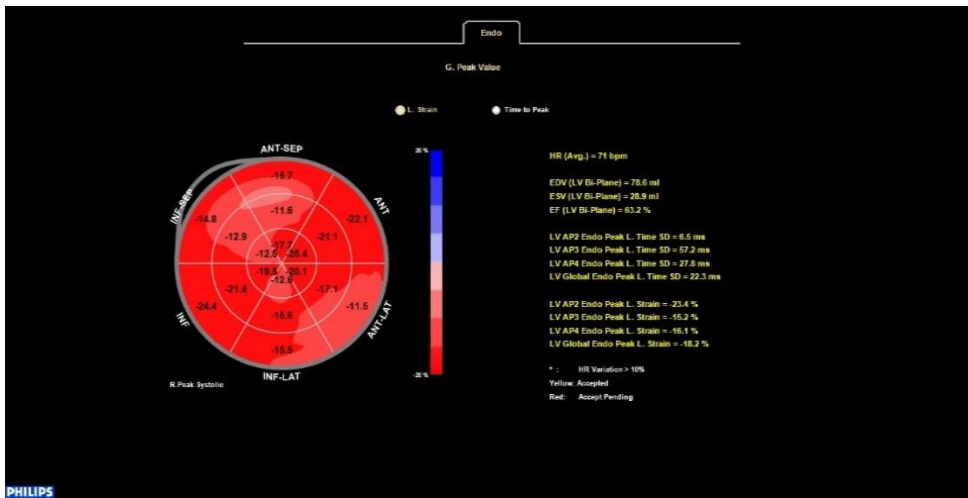 Endo
G. Peak Value
L. Strain
Time to Peak
ANT-SEP
20 %
HR (Avg.) = 71 bpm
-15.7
INF-SEP
ANT
EDV (LV Bi-Plane) = 78.6 ml
-14.8
-11.6
-22.1
ESV (LV Bi-Plane) = 28.9 ml
EF (LV Bi-Plane) = 63.2 %
-12.9
-21.1
-17.7
LV AP2 Endo Peak L. Time SD = 6.5 ms
-12.5
-25.4
LV AP3 Endo Peak L. Time SD = 57.2 ms
-19.5
-20.1
LV AP4 Endo Peak L. Time SD = 27.8 ms
-12.6
LV Global Endo Peak L. Time SD = 22.3 ms
-21.4
-17.1
-24.4
-11.5
LV AP2 Endo Peak L. Strain = -23.4 %
INF
-15.6
ANT-LAT
LV AP3 Endo Peak L. Strain = -15.2 %
LV AP4 Endo Peak L. Strain = -16.1 %
-15.5
LV Global Endo Peak L. Strain = -18.2 %
INF-LAT
-20 %
* : HR Variation > 10%
R.Peak Systolic
Yellow: Accepted
Red: Accept Pending
PHILIPS